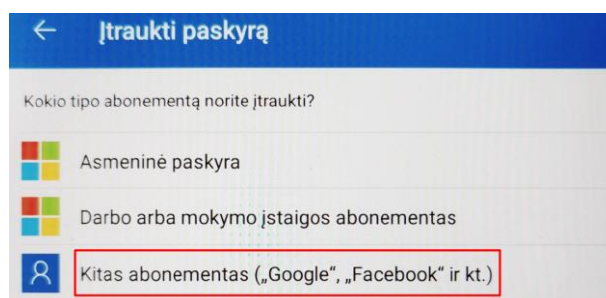 Įtraukti paskyrą
Kokio tipo abonementą norite įtraukti?
Asmeninė paskyra
Darbo arba mokymo įstaigos abonementas
Kitas abonementas („Google“, „Facebook“ ir kt.)